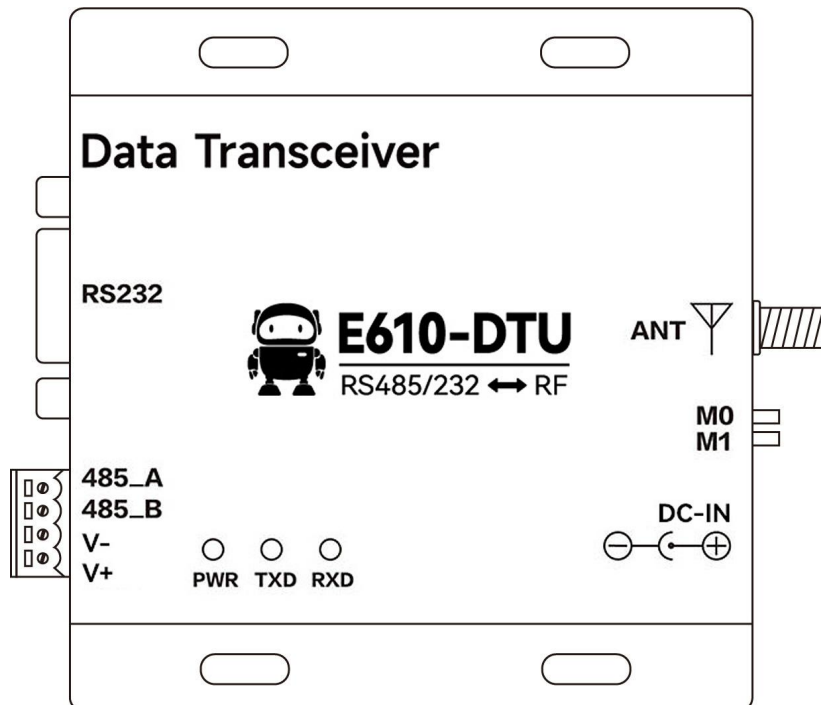 Data Transceiver
RS232
E610-DTU
RS485/232 ↔ RF
ANT
M0
M1
485_A
485_B
V-
V+
PWR TXD RXD
DC-IN